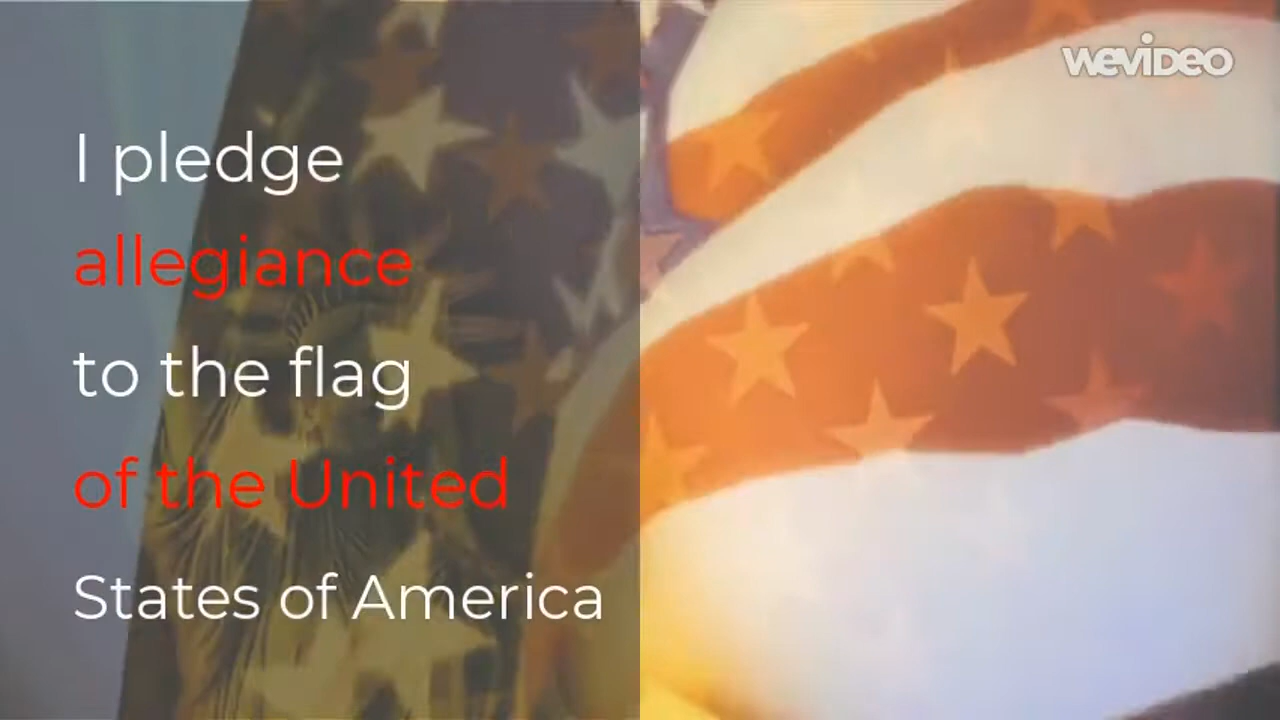 WEVIDEO
I pledge
allegiance
to the flag
of the United
States of America